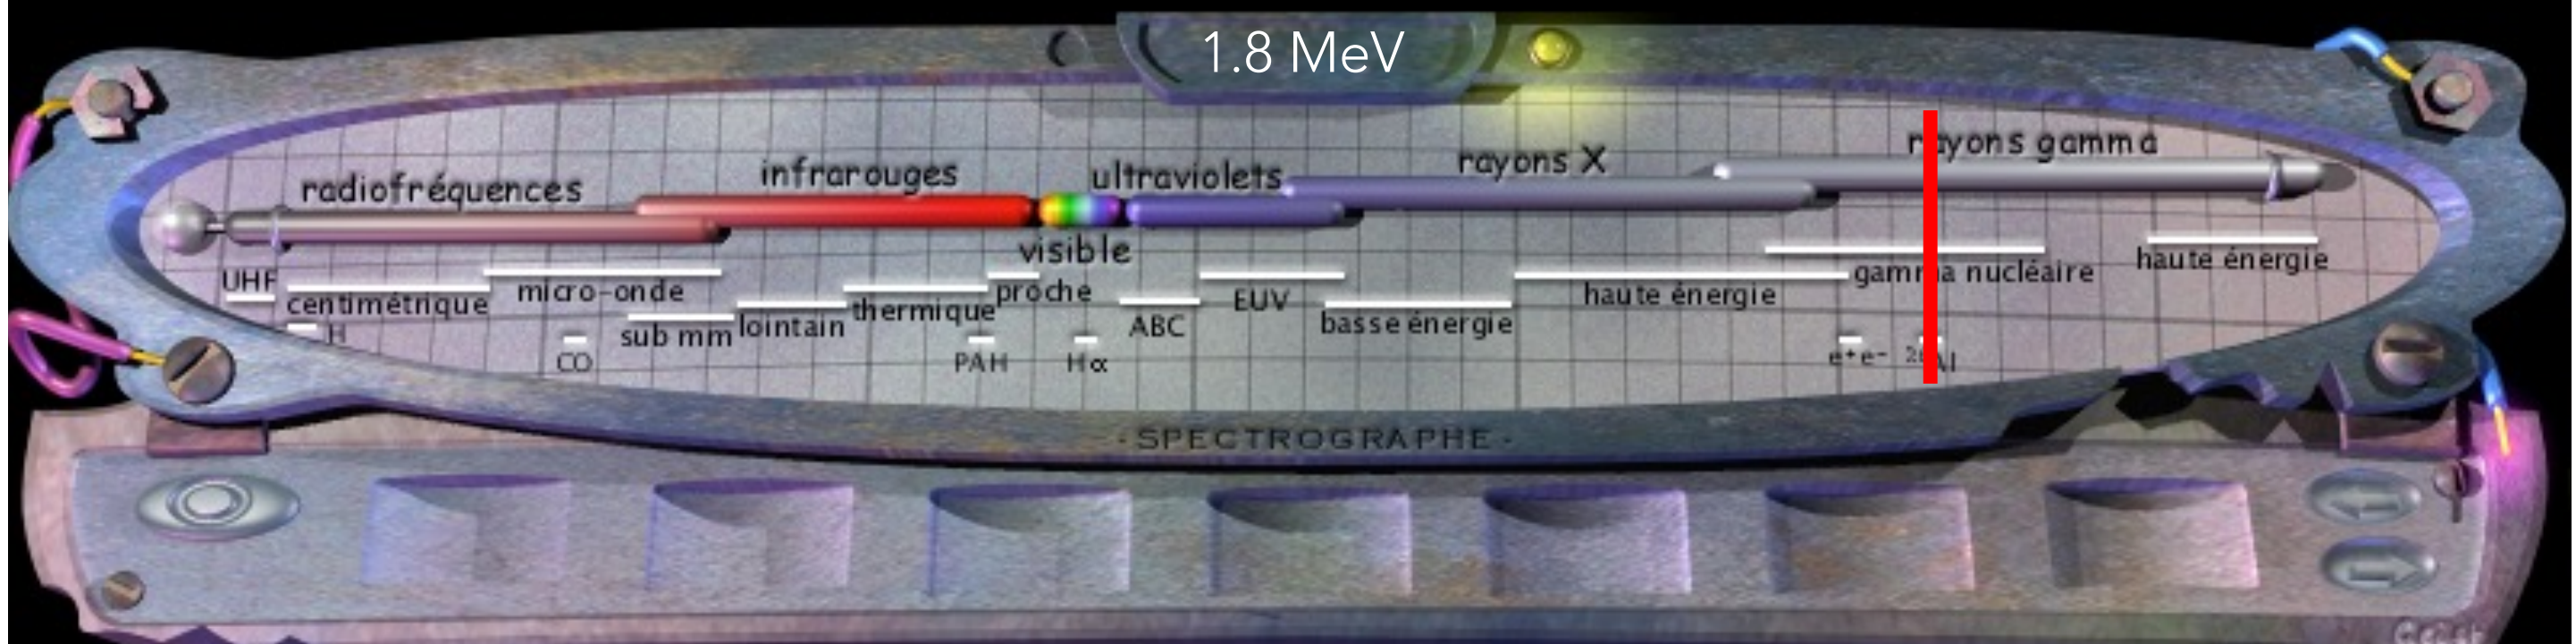 1.8 MeV
rayons gamma
rayons X
infrarouges
ultraviolets
radiofréquences
visible
gamma nucléaire
haute énergie
UHF
centimétrique
micro-onde
proche
thermique
EUV
haute énergie
sub mm
lointain
ABC
basse énergie
H
CO
PAH
Hα
e⁺e⁻
- SPECTROGRAPHE -